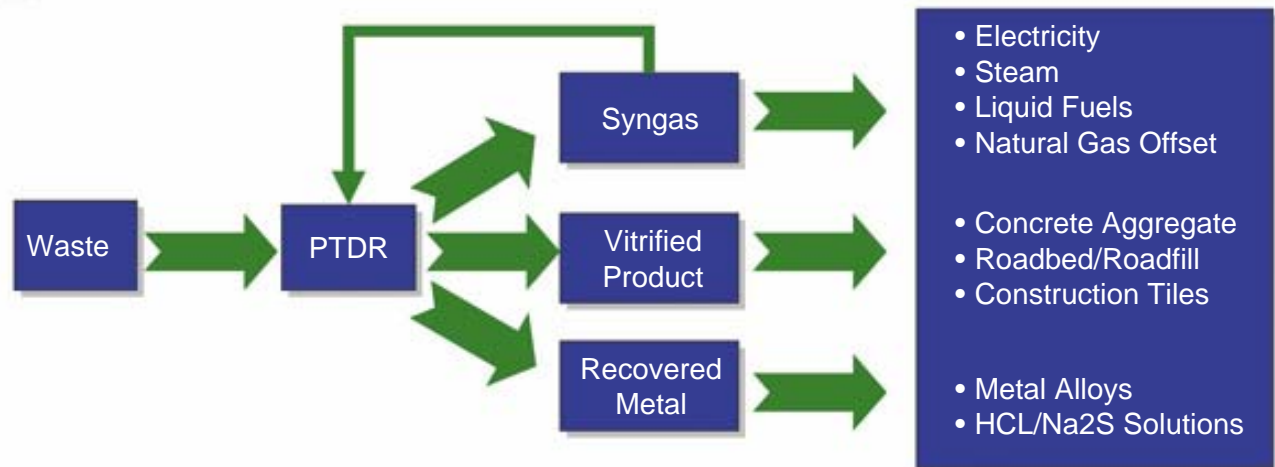 Waste
PTDR
Syngas
Vitrified
Product
Recovered
Metal
• Electricity
• Steam
• Liquid Fuels
• Natural Gas Offset
• Concrete Aggregate
• Roadbed/Roadfill
• Construction Tiles
• Metal Alloys
• HCL/Na2S Solutions